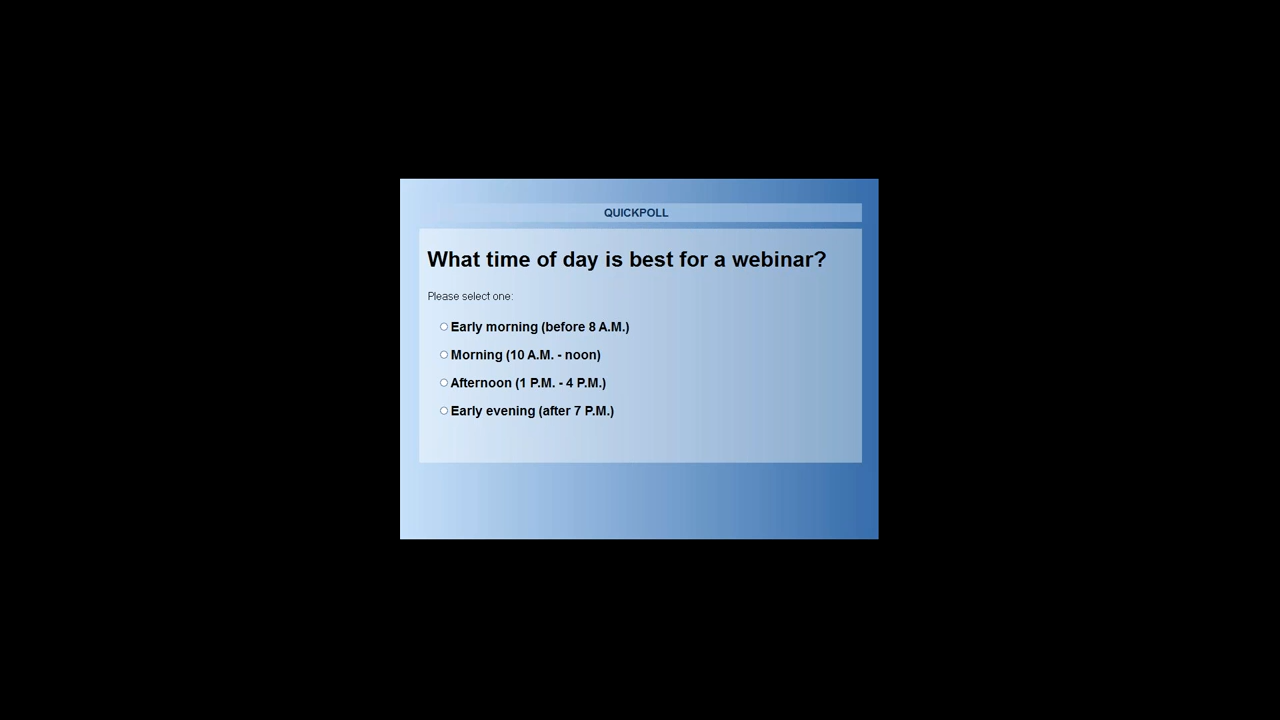 QUICKPOLL
What time of day is best for a webinar?
Please select one:
Early morning (before 8 A.M.)
Morning (10 A.M. - noon)
Afternoon (1 P.M. - 4 P.M.)
Early evening (after 7 P.M.)